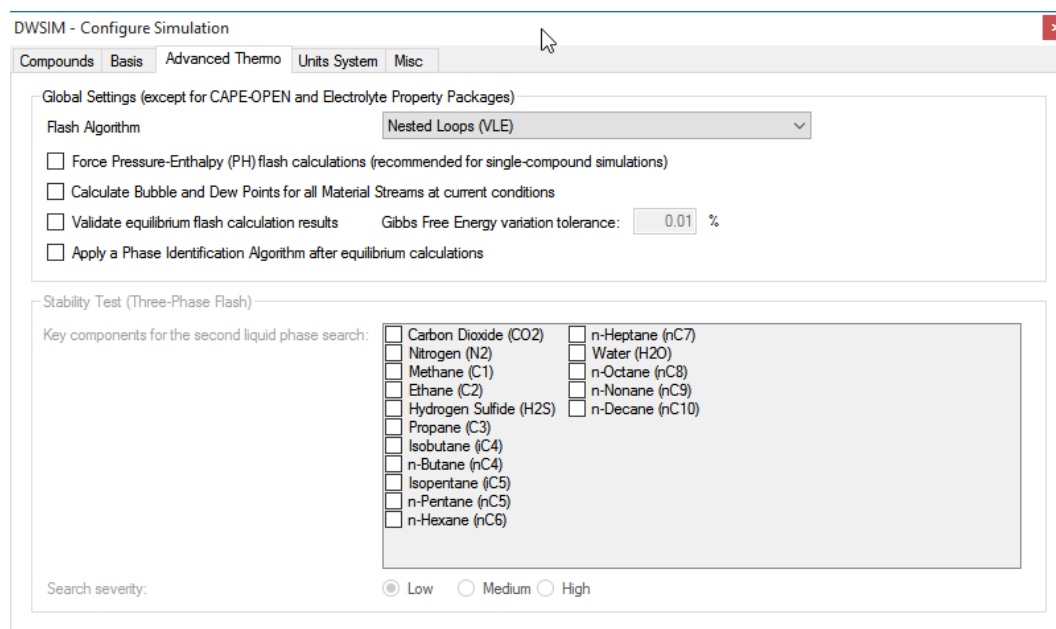 DWSIM - Configure Simulation
Compounds Basis Advanced Thermo Units System Misc
Global Settings (except for CAPE-OPEN and Electrolyte Property Packages)
Flash Algorithm Nested Loops (VLE)
Force Pressure-Enthalpy (PH) flash calculations (recommended for single-compound simulations)
Calculate Bubble and Dew Points for all Material Streams at current conditions
Validate equilibrium flash calculation results Gibbs Free Energy variation tolerance: 0.01 %
Apply a Phase Identification Algorithm after equilibrium calculations
Stability Test (Three-Phase Flash)
Key components for the second liquid phase search: Carbon Dioxide (CO2) n-Heptane (nC7)
Nitrogen (N2) Water (H2O)
Methane (C1) n-Octane (nC8)
Ethane (C2) n-Nonane (nC9)
Hydrogen Sulfide (H2S) n-Decane (nC10)
Propane (C3)
Isobutane (iC4)
n-Butane (nC4)
Isopentane (iC5)
n-Pentane (nC5)
n-Hexane (nC6)
Search severity: Low Medium High